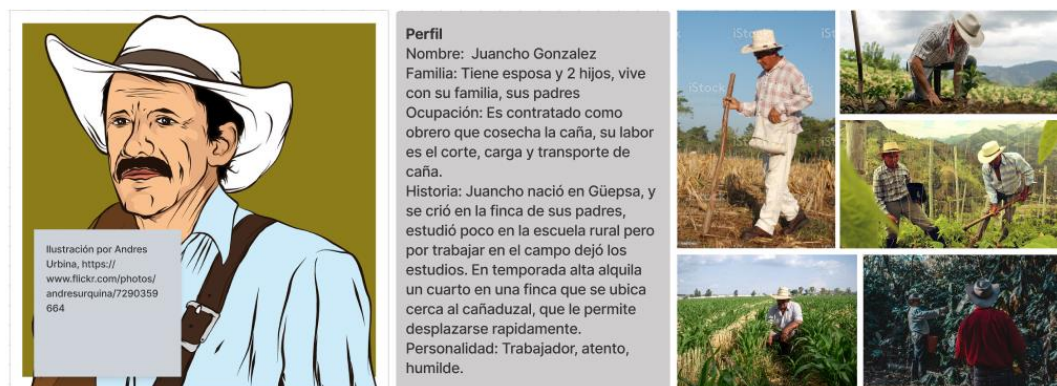 Ilustración por Andres
Urbina, https://
www.flickr.com/photos/
andresurquina/7290359
664
Perfil
Nombre:  Juancho Gonzalez
Familia: Tiene esposa y 2 hijos, vive
con su familia, sus padres
Ocupación: Es contratado como
obrero que cosecha la caña, su labor
es el corte, carga y transporte de
caña.
Historia: Juancho nació en Güepsa, y
se crió en la finca de sus padres,
estudió poco en la escuela rural pero
por trabajar en el campo dejó los
estudios. En temporada alta alquila
un cuarto en una finca que se ubica
cerca al cañaduzal, que le permite
desplazarse rapidamente.
Personalidad: Trabajador, atento,
humilde.
iStock